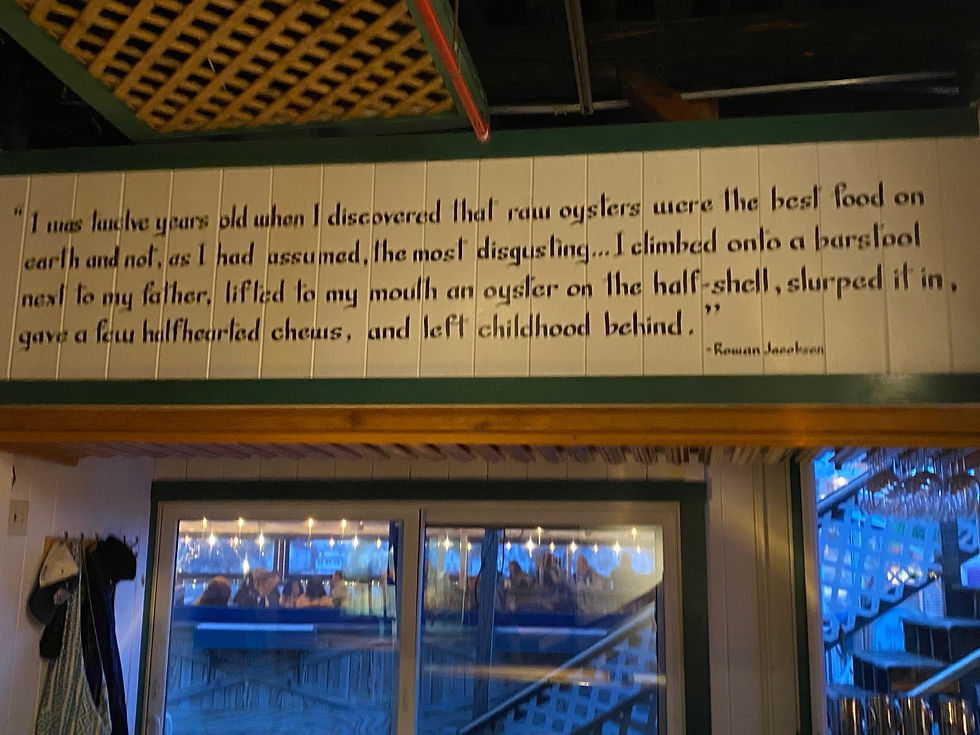 “I was twelve years old when I discovered that raw oysters were the best food on
earth and not, as I had assumed, the most disgusting...I climbed onto a barstool
next to my father, lifted to my mouth an oyster on the half-shell, slurped it in,
gave a few halfhearted chews, and left childhood behind.”
-Rowan Jacobsen